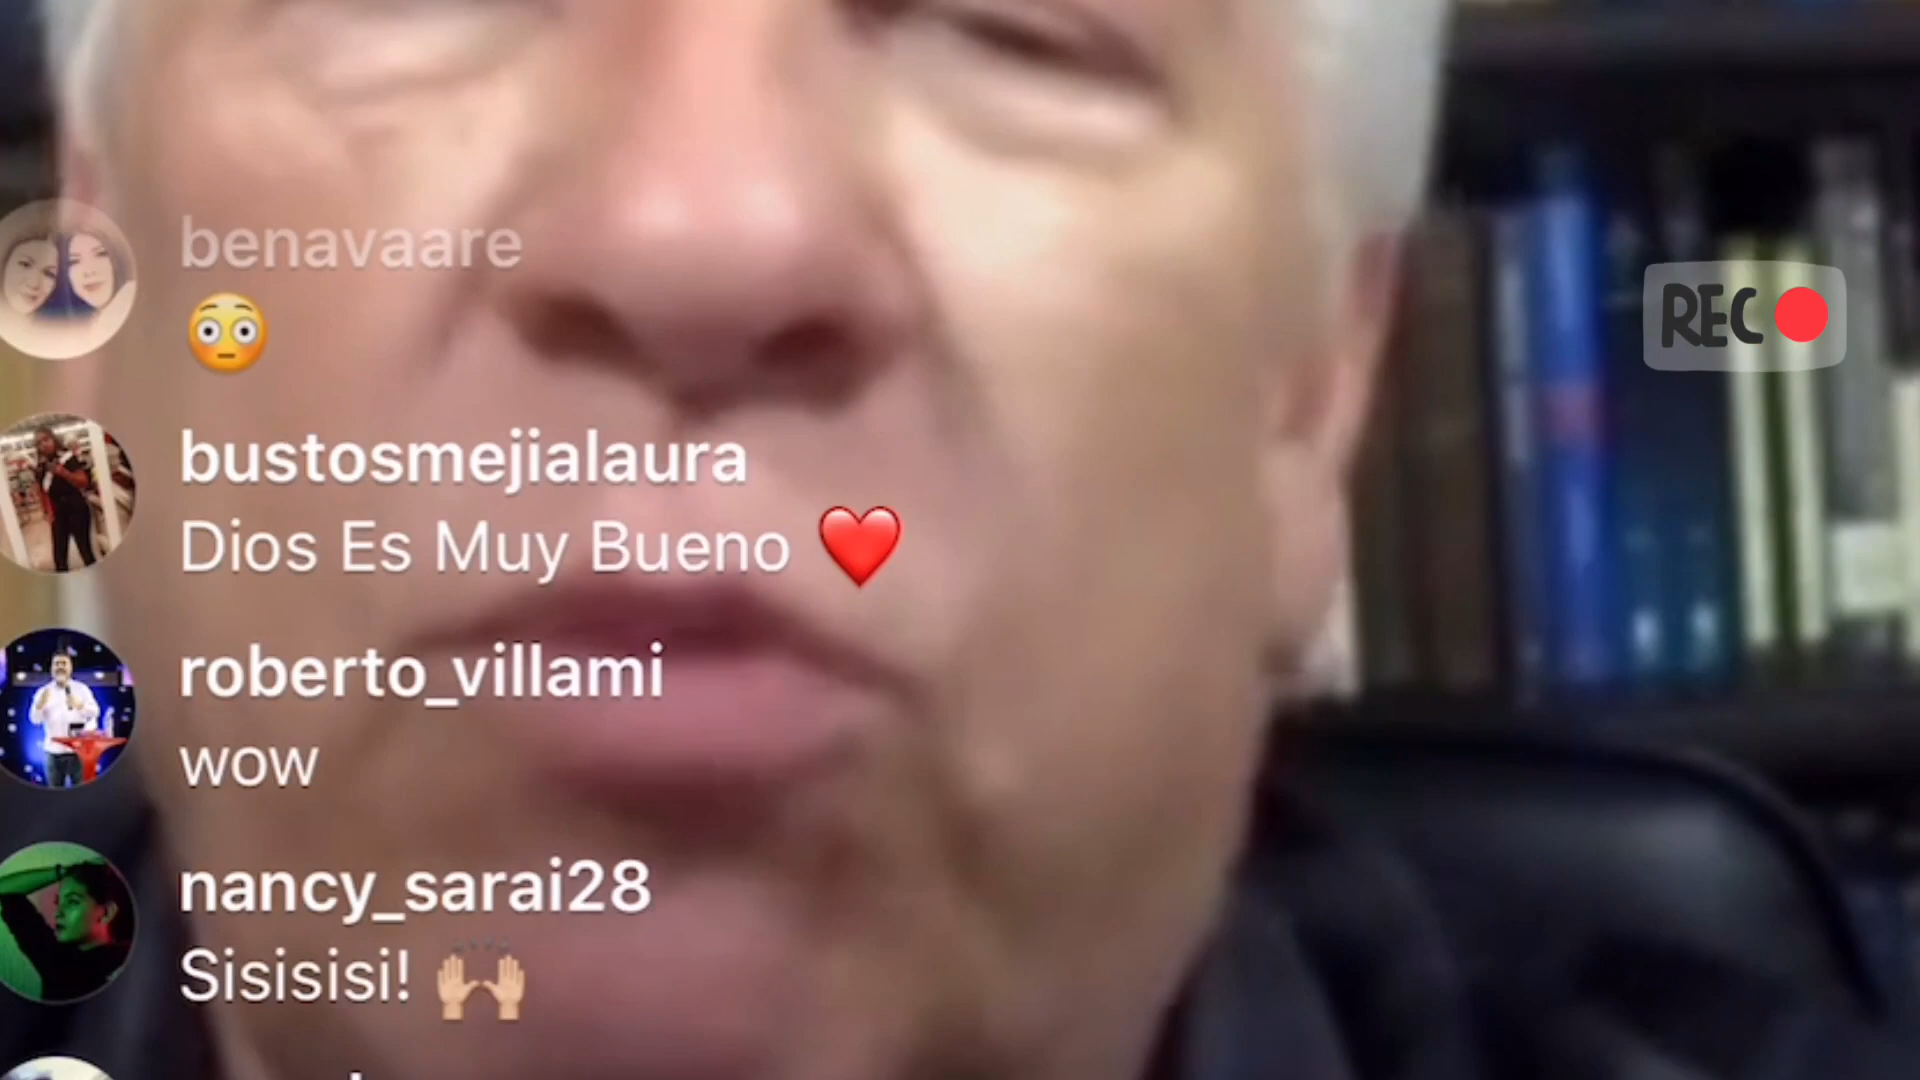 benavaare
😳
REC
bustosmejialaura
Dios Es Muy Bueno ❤️
roberto_villami
wow
nancy_sarai28
Sisisisi! 🙌🏼